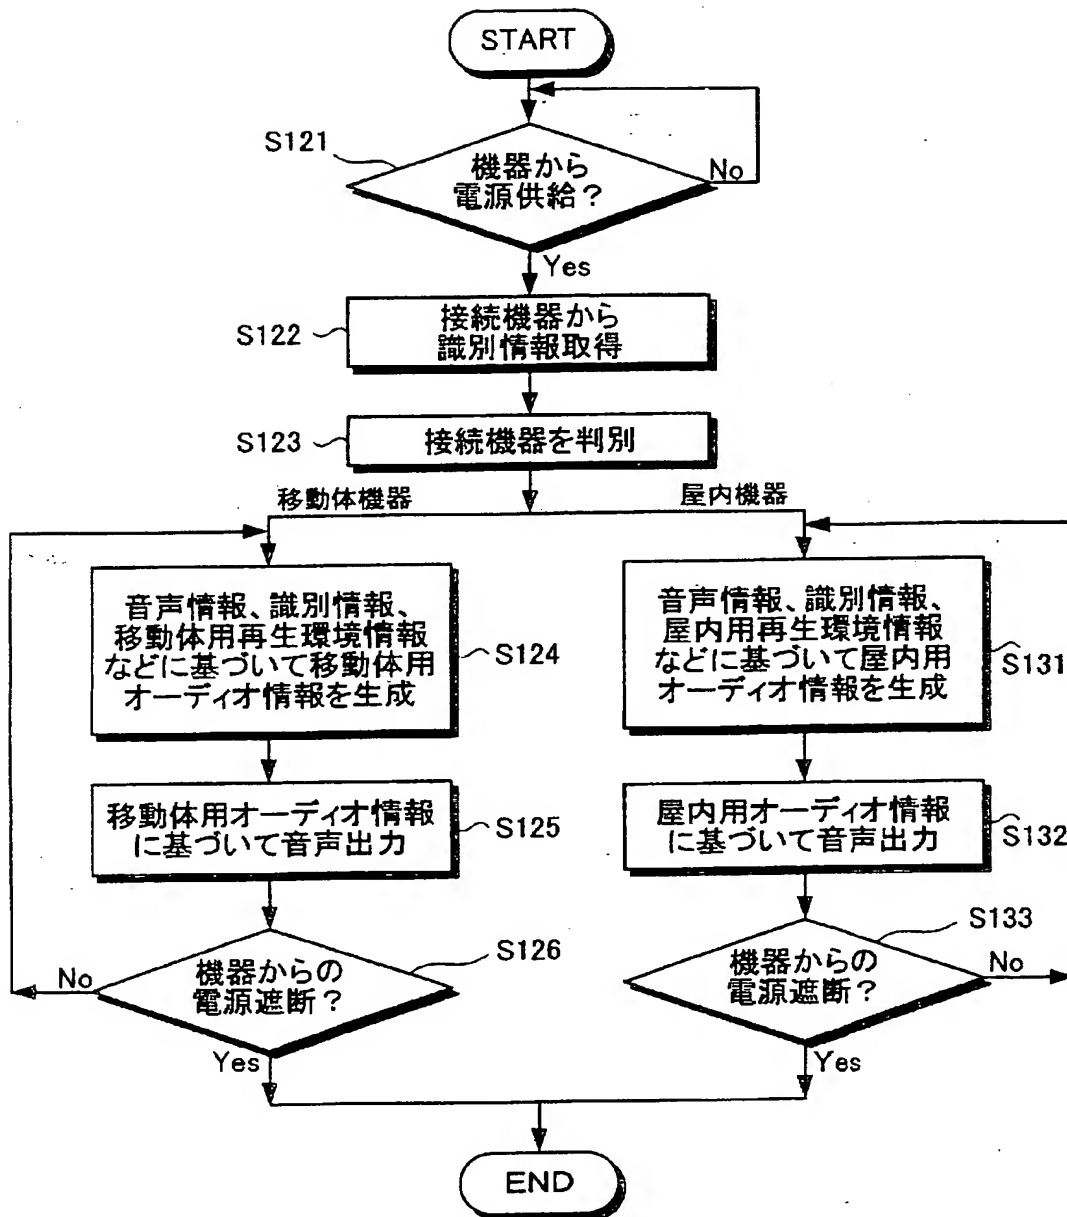 START
S121
機器から
電源供給?
No
Yes
S122
接続機器から
識別情報取得
S123
接続機器を判別
移動体機器
屋内機器
音声情報、識別情報、
移動体用再生環境情報
などに基づいて移動体用
オーディオ情報を生成
S124
音声情報、識別情報、
屋内用再生環境情報
などに基づいて屋内用
オーディオ情報を生成
S131
移動体用オーディオ情報
に基づいて音声出力
S125
屋内用オーディオ情報
に基づいて音声出力
S132
機器からの
電源遮断?
S126
No
Yes
機器からの
電源遮断?
S133
No
Yes
END